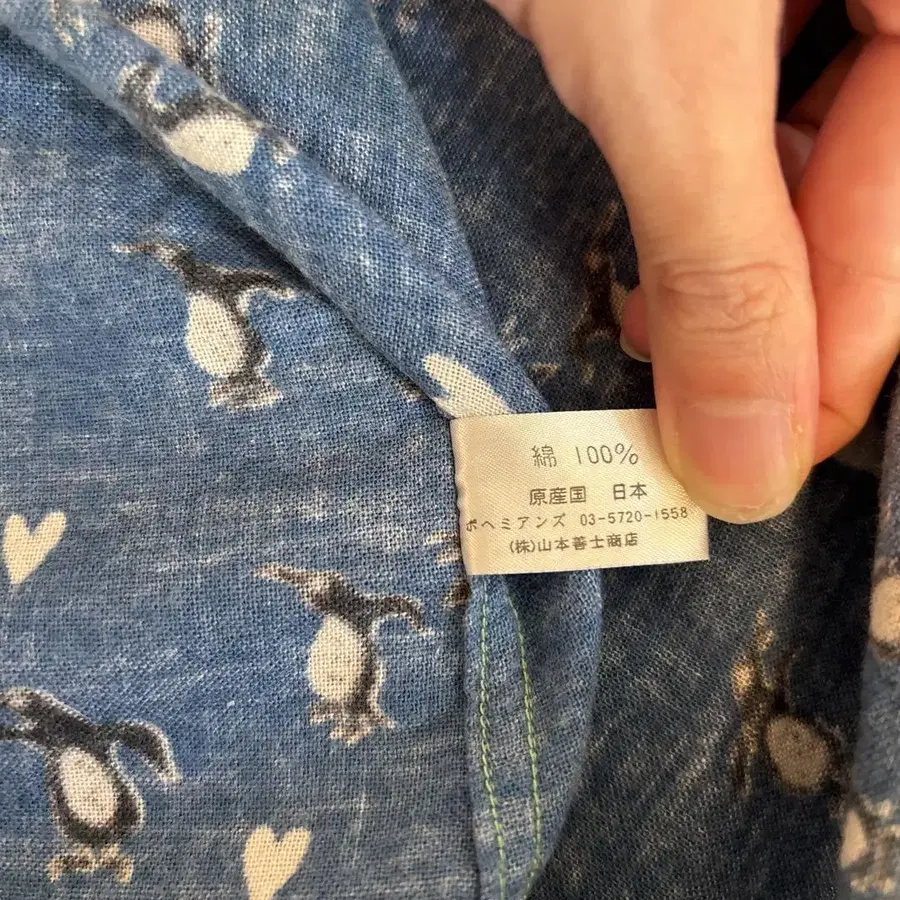 綿 100%
原産国 日本
ボヘミアンズ 03-5720-1558
(株)山本善士商店